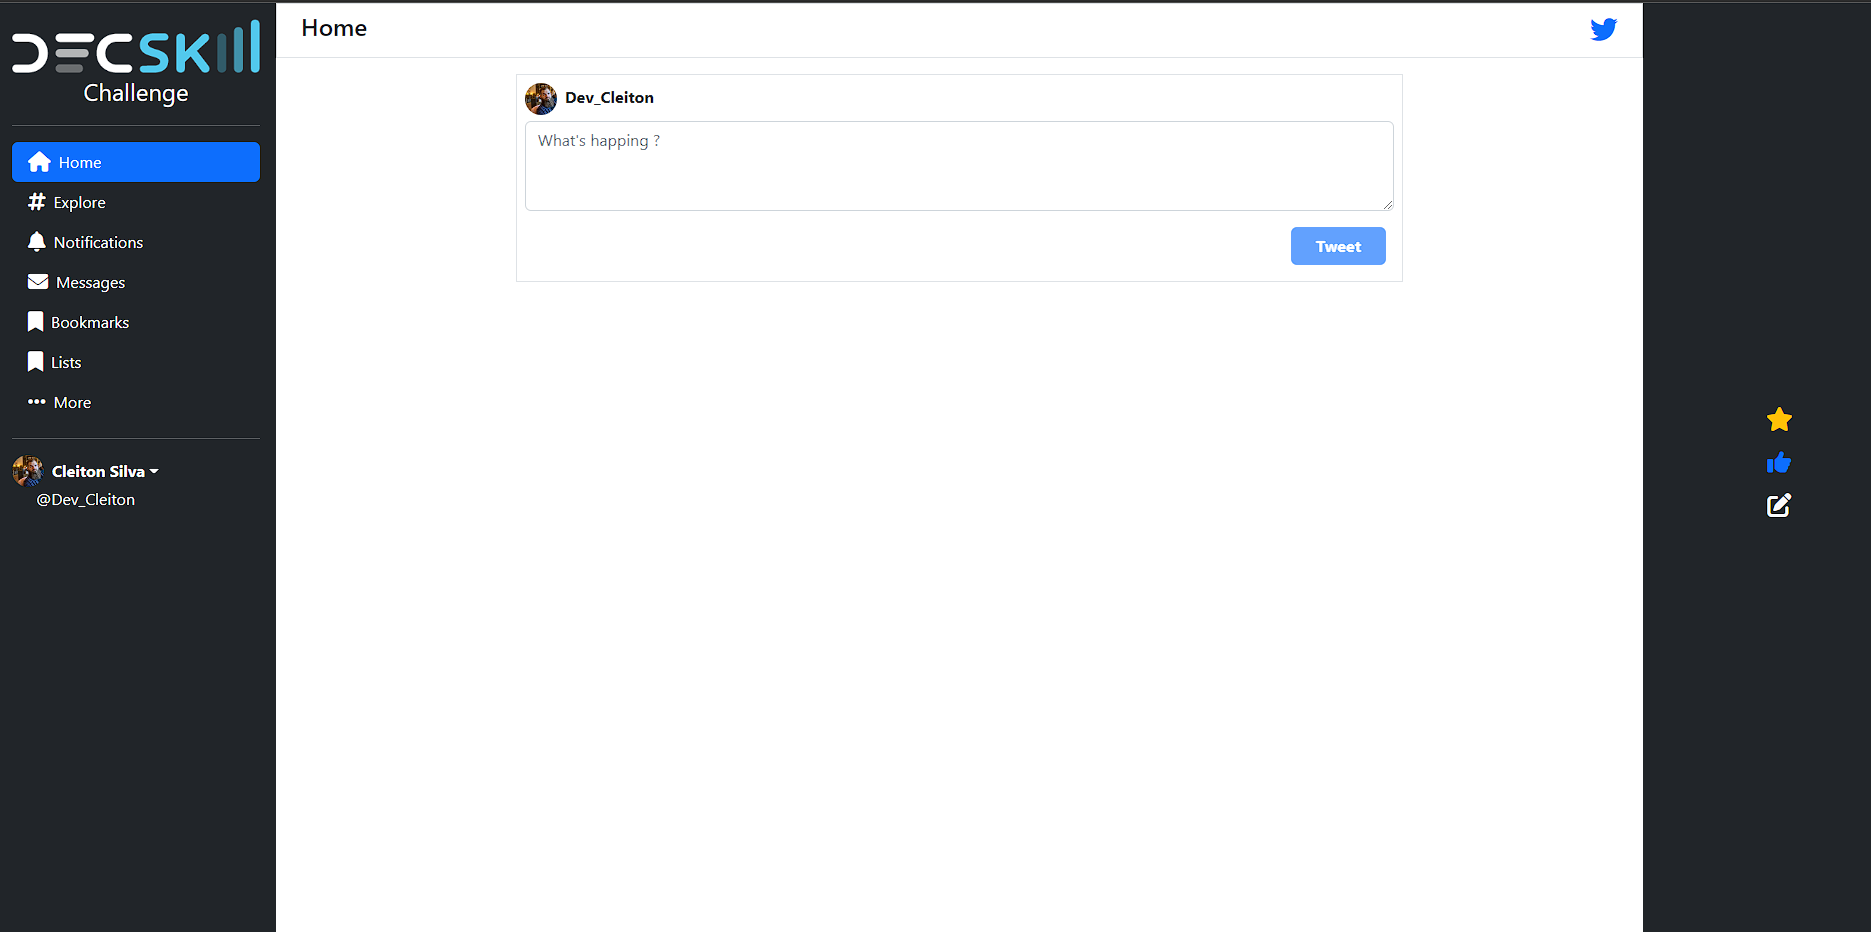 DECSKill
Challenge
Home
Explore
Notifications
Messages
Bookmarks
Lists
More
Cleiton Silva
@Dev_Cleiton
Home
Dev_Cleiton
What's happing ?
Tweet